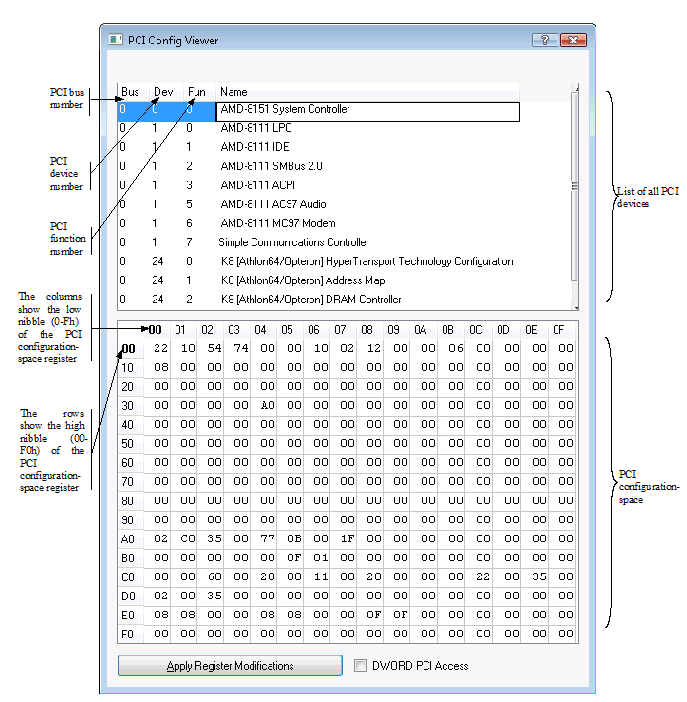 PCI Config Viewer
PCI bus number
PCI device number
PCI function number
The columns show the low nibble (0-Fh) of the PCI configuration-space register
The rows show the high nibble (00-F0h) of the PCI configuration-space register
Bus Dev Fun Name
0 0 0 AMD-8151 System Controller
0 1 0 AMD-8111 LPC
0 1 1 AMD-8111 IDE
0 1 2 AMD-8111 SMBus 2.0
0 1 3 AMD-8111 ACPI
0 1 5 AMD-8111 AC97 Audio
0 1 6 AMD-8111 MC97 Modem
0 1 7 Simple Communications Controlle
0 24 0 K8 [Athlon64/Opteron] HyperTransport Technology Configuration
0 24 1 K8 [Athlon64/Opteron] Address Map
0 24 2 K8 [Athlon64/Opteron] DRAM Controller
List of all PCI devices
00 01 02 03 04 05 06 07 08 09 0A 0B 0C 0D 0E 0F
00 22 10 54 74 00 00 10 02 12 00 00 06 00 00 00 00
10 08 00 00 00 00 00 00 00 00 00 00 00 00 00 00 00
20 00 00 00 00 00 00 00 00 00 00 00 00 00 00 00 00
30 00 00 00 00 A0 00 00 00 00 00 00 00 00 00 00 00
40 00 00 00 00 00 00 00 00 00 00 00 00 00 00 00 00
50 00 00 00 00 00 00 00 00 00 00 00 00 00 00 00 00
60 00 00 00 00 00 00 00 00 00 00 00 00 00 00 00 00
70 00 00 00 00 00 00 00 00 00 00 00 00 00 00 00 00
80 00 00 00 00 00 00 00 00 00 00 00 00 00 00 00 00
90 00 00 00 00 00 00 00 00 00 00 00 00 00 00 00 00
A0 02 C0 35 00 77 0B 00 1F 00 00 00 00 00 00 00 00
B0 00 00 00 00 00 0F 01 00 00 00 00 00 00 00 00 00
C0 00 00 60 00 20 00 11 00 20 00 00 00 22 00 35 00
D0 02 00 35 00 00 00 00 00 00 00 00 00 00 00 00 00
E0 08 08 00 00 08 08 00 00 0F 0F 00 00 00 00 00 00
F0 00 00 00 00 00 00 00 00 00 00 00 00 00 00 00 00
PCI configuration-space
Apply Register Modifications
DWORD PCI Access